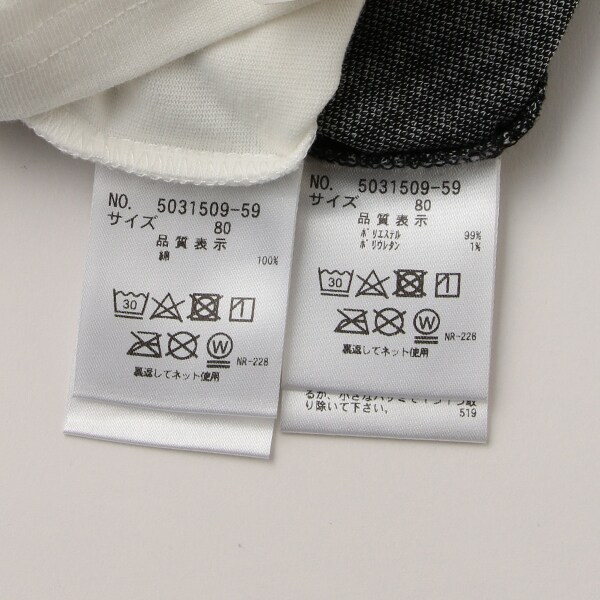 NO. 5031509-59
サイズ 80
品質表示
綿 100%
30
W NR-228
裏返してネット使用
NO. 5031509-59
サイズ 80
品質表示
ポリエステル 99%
ポリウレタン 1%
30
W NR-228
裏返してネット使用
り除いて下さい。
519